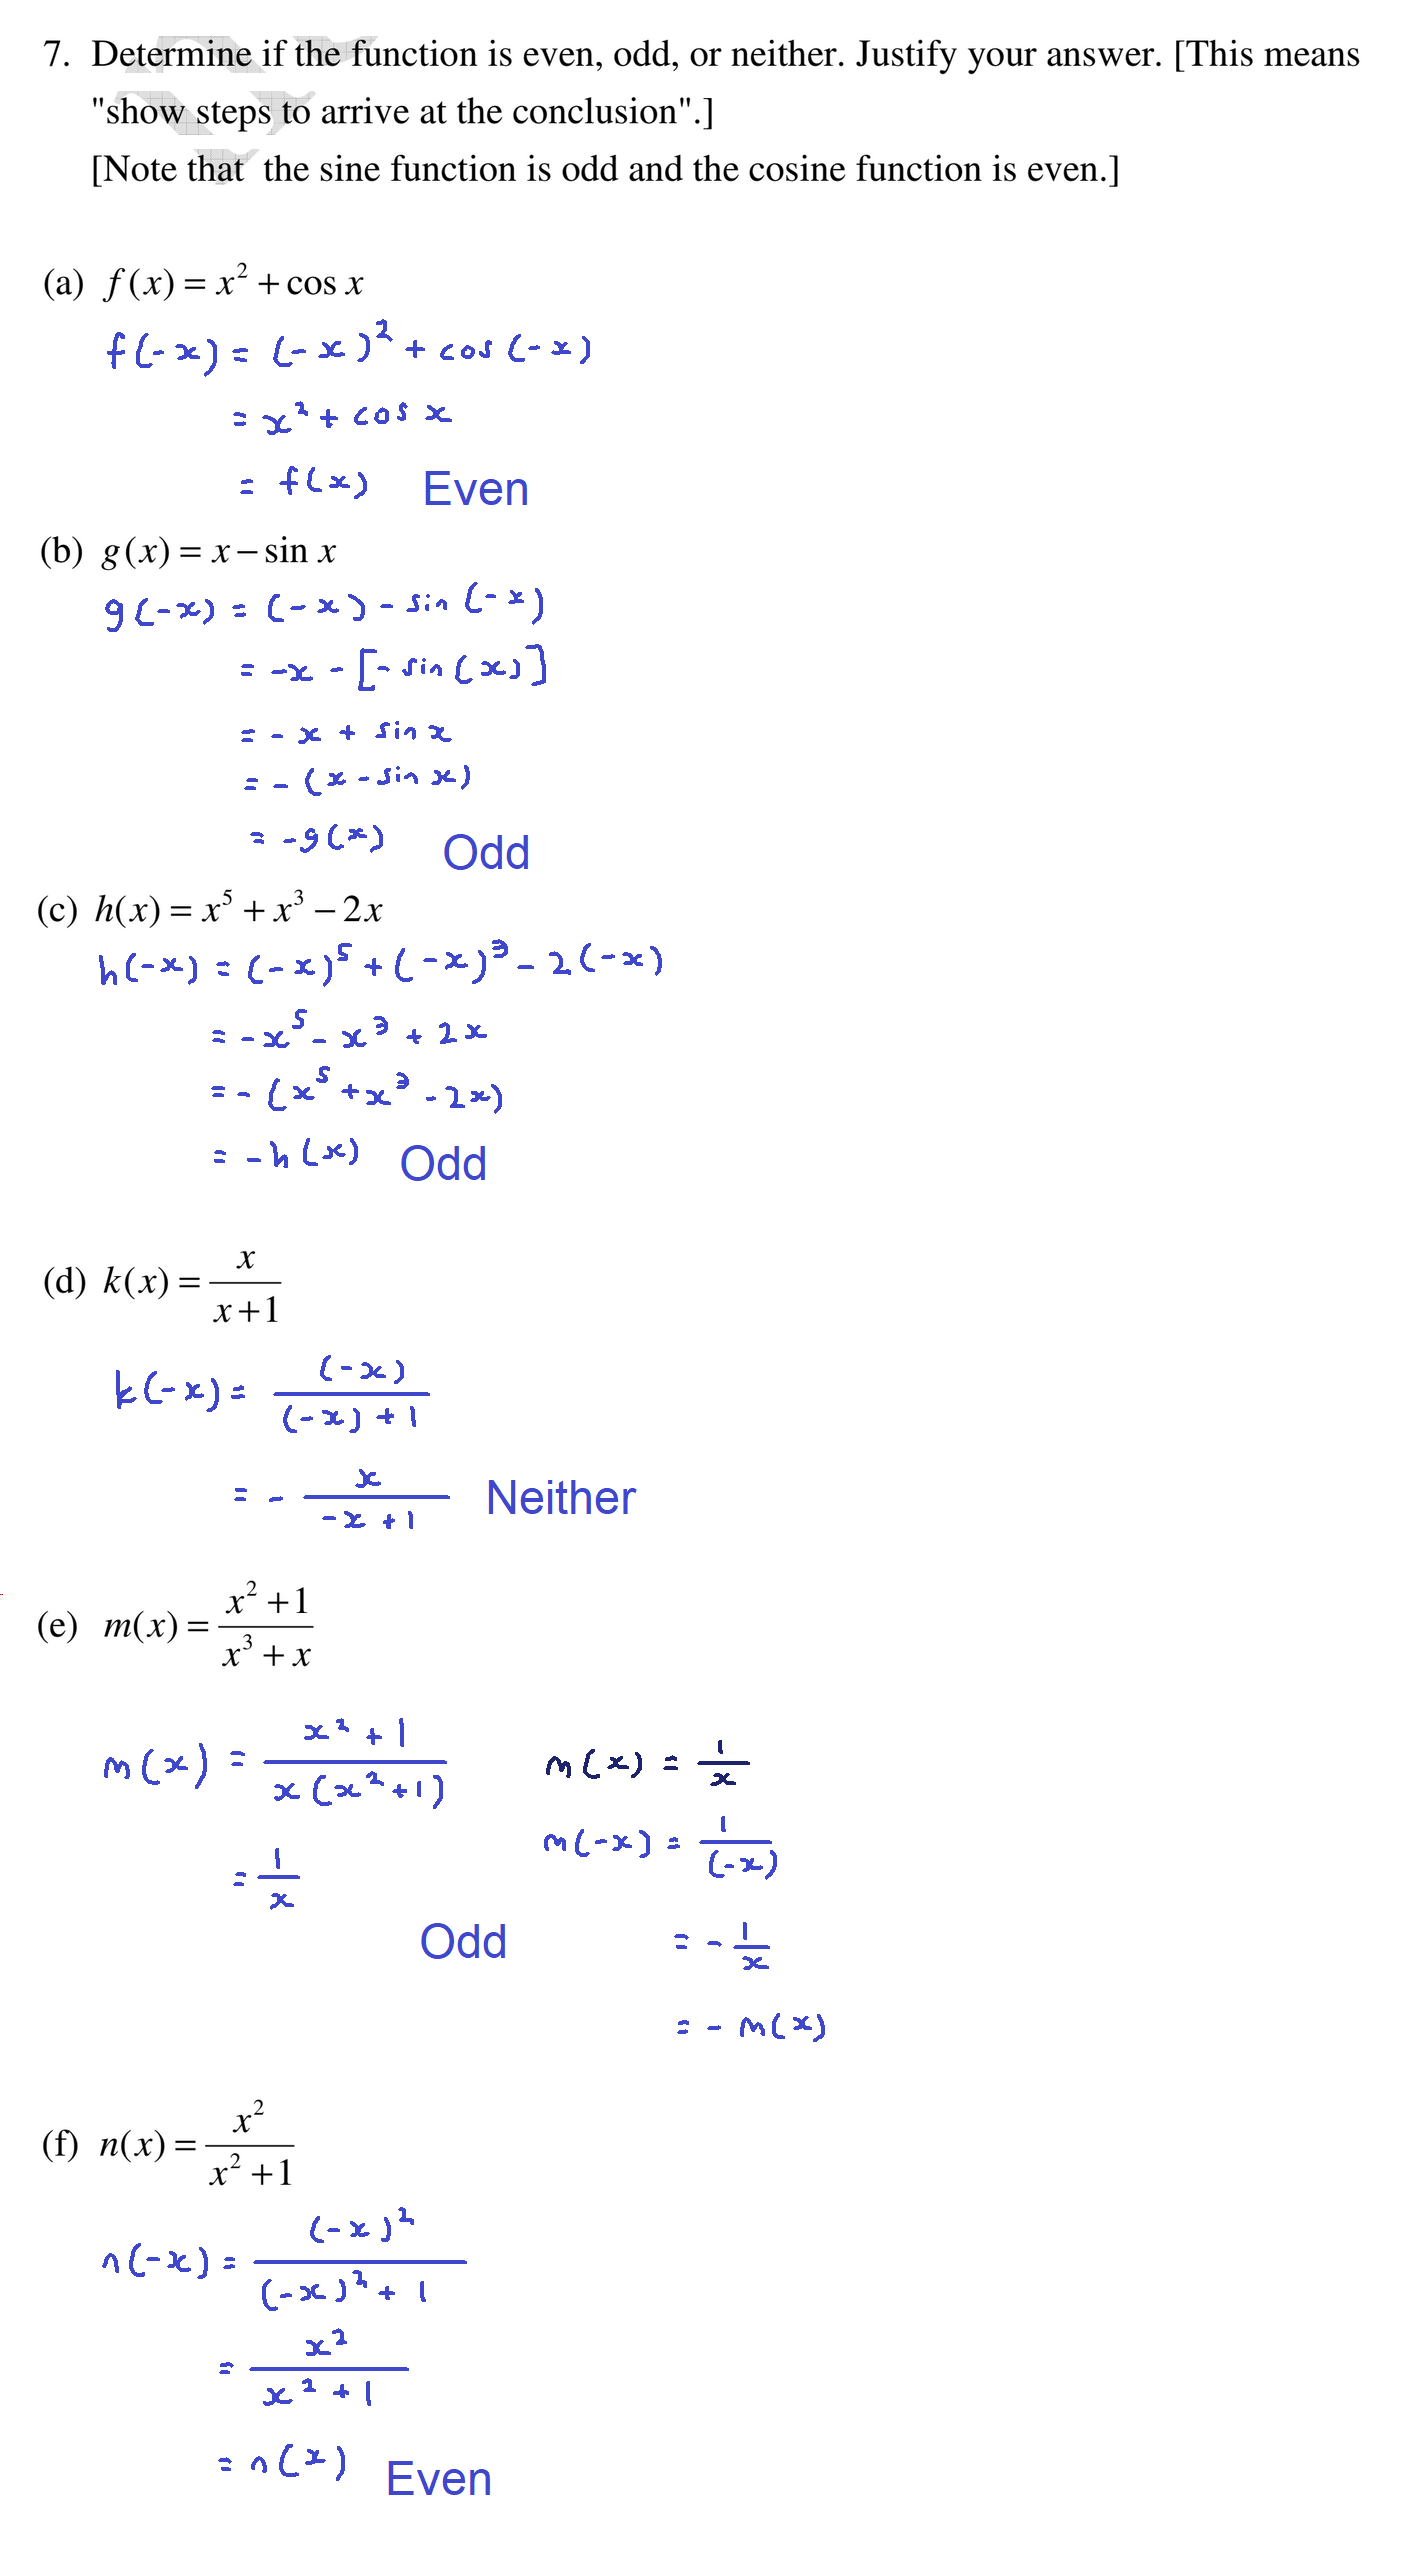 7. Determine if the function is even, odd, or neither. Justify your answer. [This means
"show steps to arrive at the conclusion".]
[Note that the sine function is odd and the cosine function is even.]
(a) f(x) = x² + cos x
f(-x) = (-x)² + cos(-x)
= x² + cos x
= f(x) Even
(b) g(x) = x − sin x
g(-x) = (-x) - sin(-x)
= -x - [- sin(x)]
= - x + sin x
= - (x - sin x)
= -g(x) Odd
(c) h(x) = x⁵ + x³ − 2x
h(-x) = (-x)⁵ + (-x)³ - 2(-x)
= -x⁵ - x³ + 2x
= - (x⁵ + x³ - 2x)
= -h(x) Odd
(d) k(x) = x/(x+1)
k(-x) = (-x)/((-x) + 1)
= - x/(-x + 1) Neither
(e) m(x) = (x² + 1)/(x³ + x)
m(x) = (x² + 1)/(x(x² + 1))
= 1/x
Odd
m(x) = 1/x
m(-x) = 1/(-x)
= - 1/x
= - m(x)
(f) n(x) = x²/(x² + 1)
n(-x) = (-x)²/((-x)² + 1)
= x²/(x² + 1)
= n(x) Even